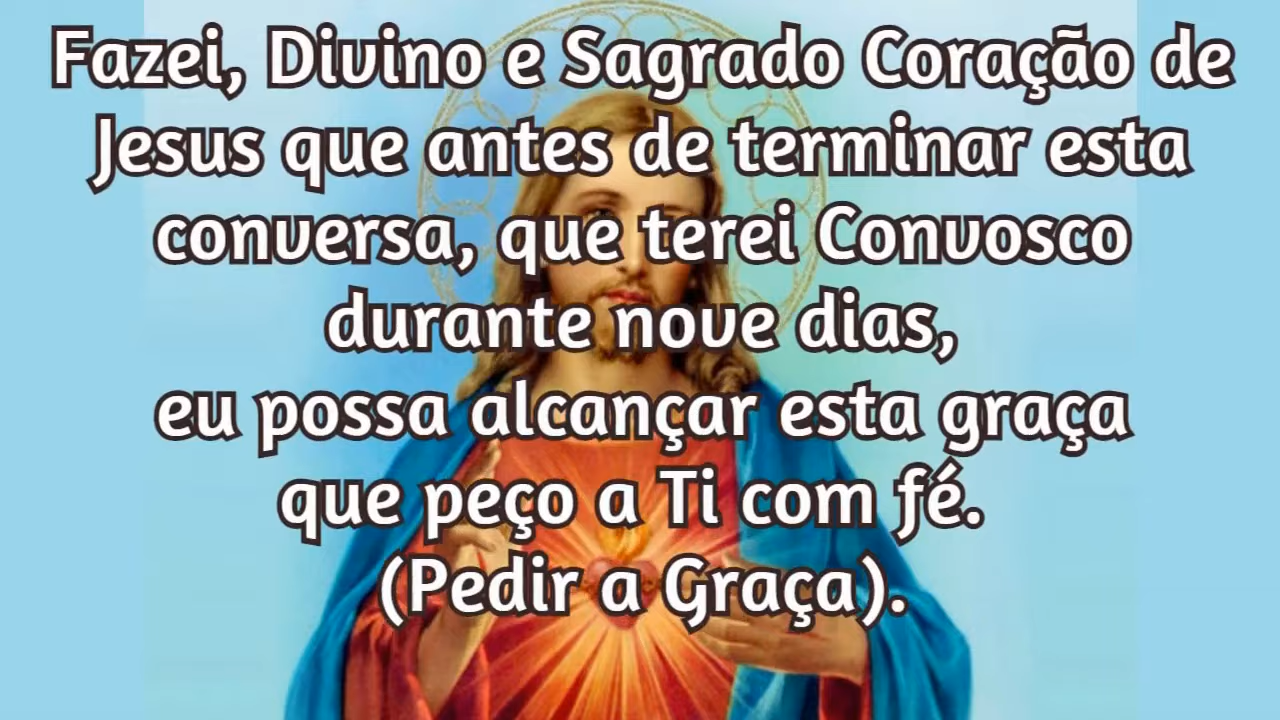 Fazei, Divino e Sagrado Coração de
Jesus que antes de terminar esta
conversa, que terei Convosco
durante nove dias,
eu possa alcançar esta graça
que peço a Ti com fé.
(Pedir a Graça).